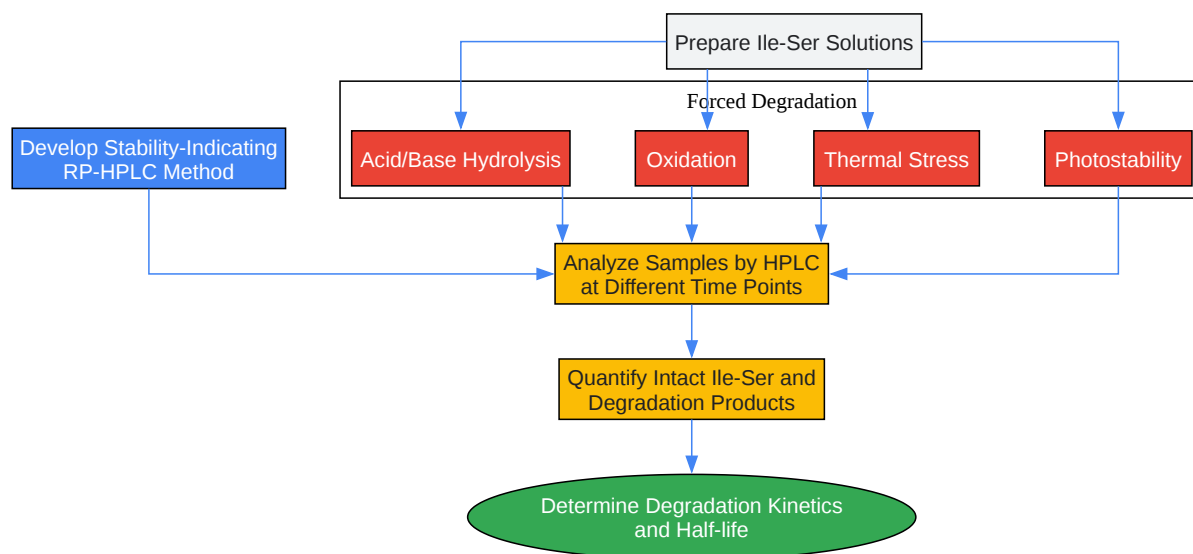 Prepare Ile-Ser Solutions
Forced Degradation
Develop Stability-Indicating
RP-HPLC Method
Acid/Base Hydrolysis
Oxidation
Thermal Stress
Photostability
Analyze Samples by HPLC
at Different Time Points
Quantify Intact Ile-Ser and
Degradation Products
Determine Degradation Kinetics
and Half-life